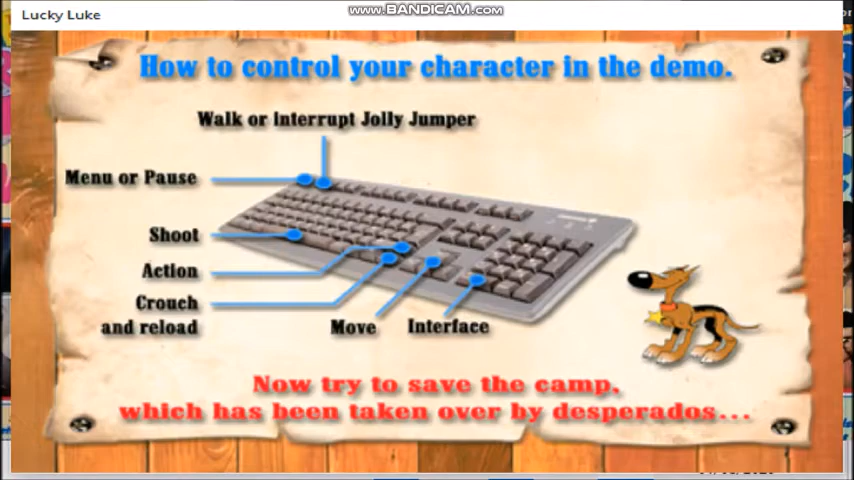 www.BANDICAM.com
Lucky Luke
How to control your character in the demo.
Walk or interrupt Jolly Jumper
Menu or Pause
Shoot
Action
Crouch
and reload
Move
Interface
Now try to save the camp,
which has been taken over by desperados...